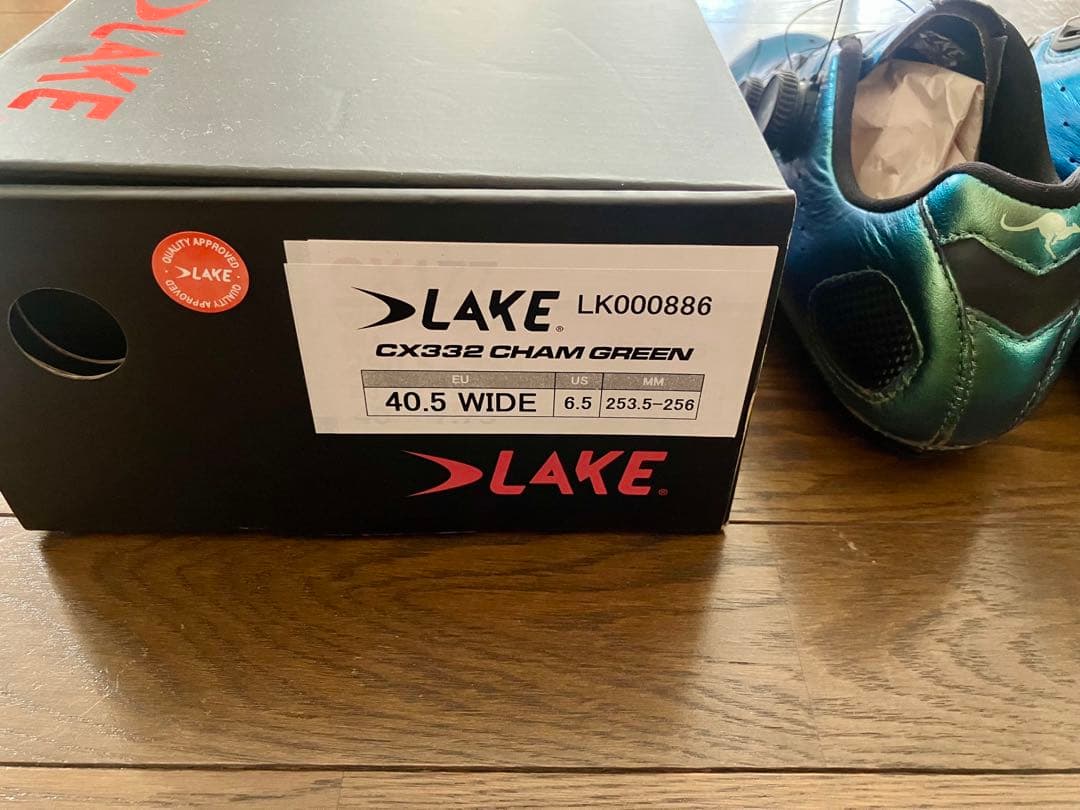 LAKE
QUALITY APPROVED
LAKE
QUALITY APPROVED
LAKE® LK000886
CX332 CHAM GREEN
EU US MM
40.5 WIDE 6.5 253.5-256
LAKE®